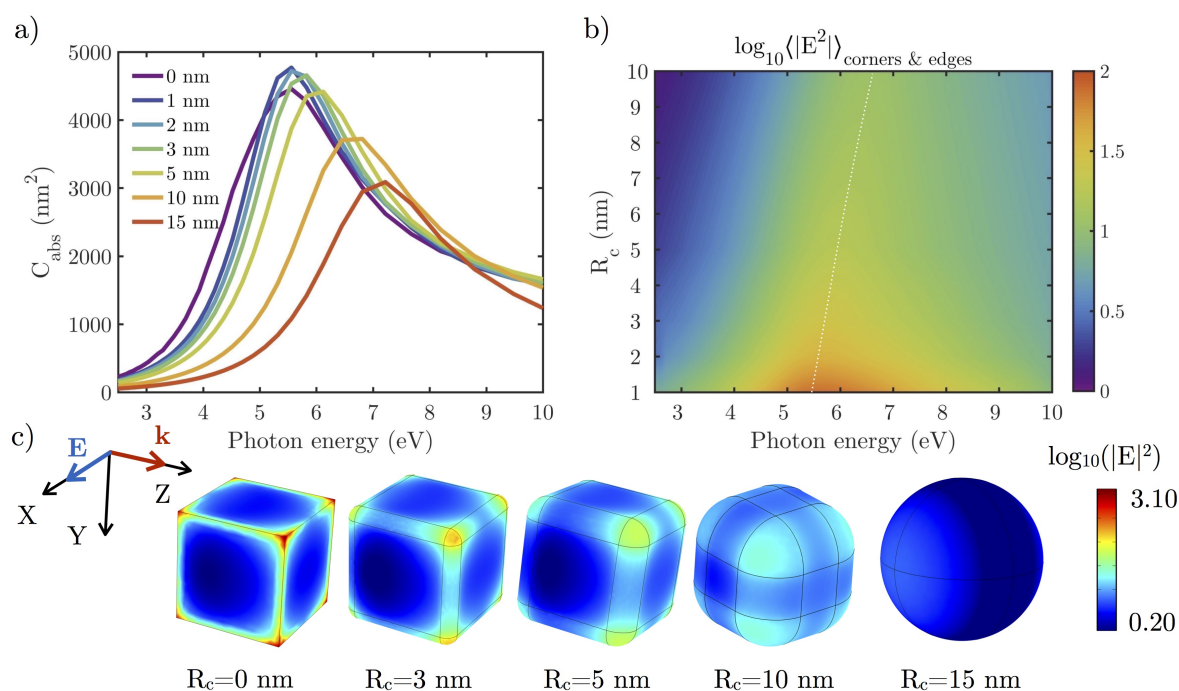 a)
5000
4000
3000
2000
1000
0
C_abs (nm²)
0 nm
1 nm
2 nm
3 nm
5 nm
10 nm
15 nm
3 4 5 6 7 8 9 10
Photon energy (eV)
b)
log₁₀⟨|E²|⟩corners & edges
10
9
8
7
6
5
4
3
2
1
R_c (nm)
3 4 5 6 7 8 9 10
Photon energy (eV)
2
1.5
1
0.5
0
c)
E
k
X
Y
Z
log₁₀(|E|²)
3.10
0.20
R_c=0 nm
R_c=3 nm
R_c=5 nm
R_c=10 nm
R_c=15 nm